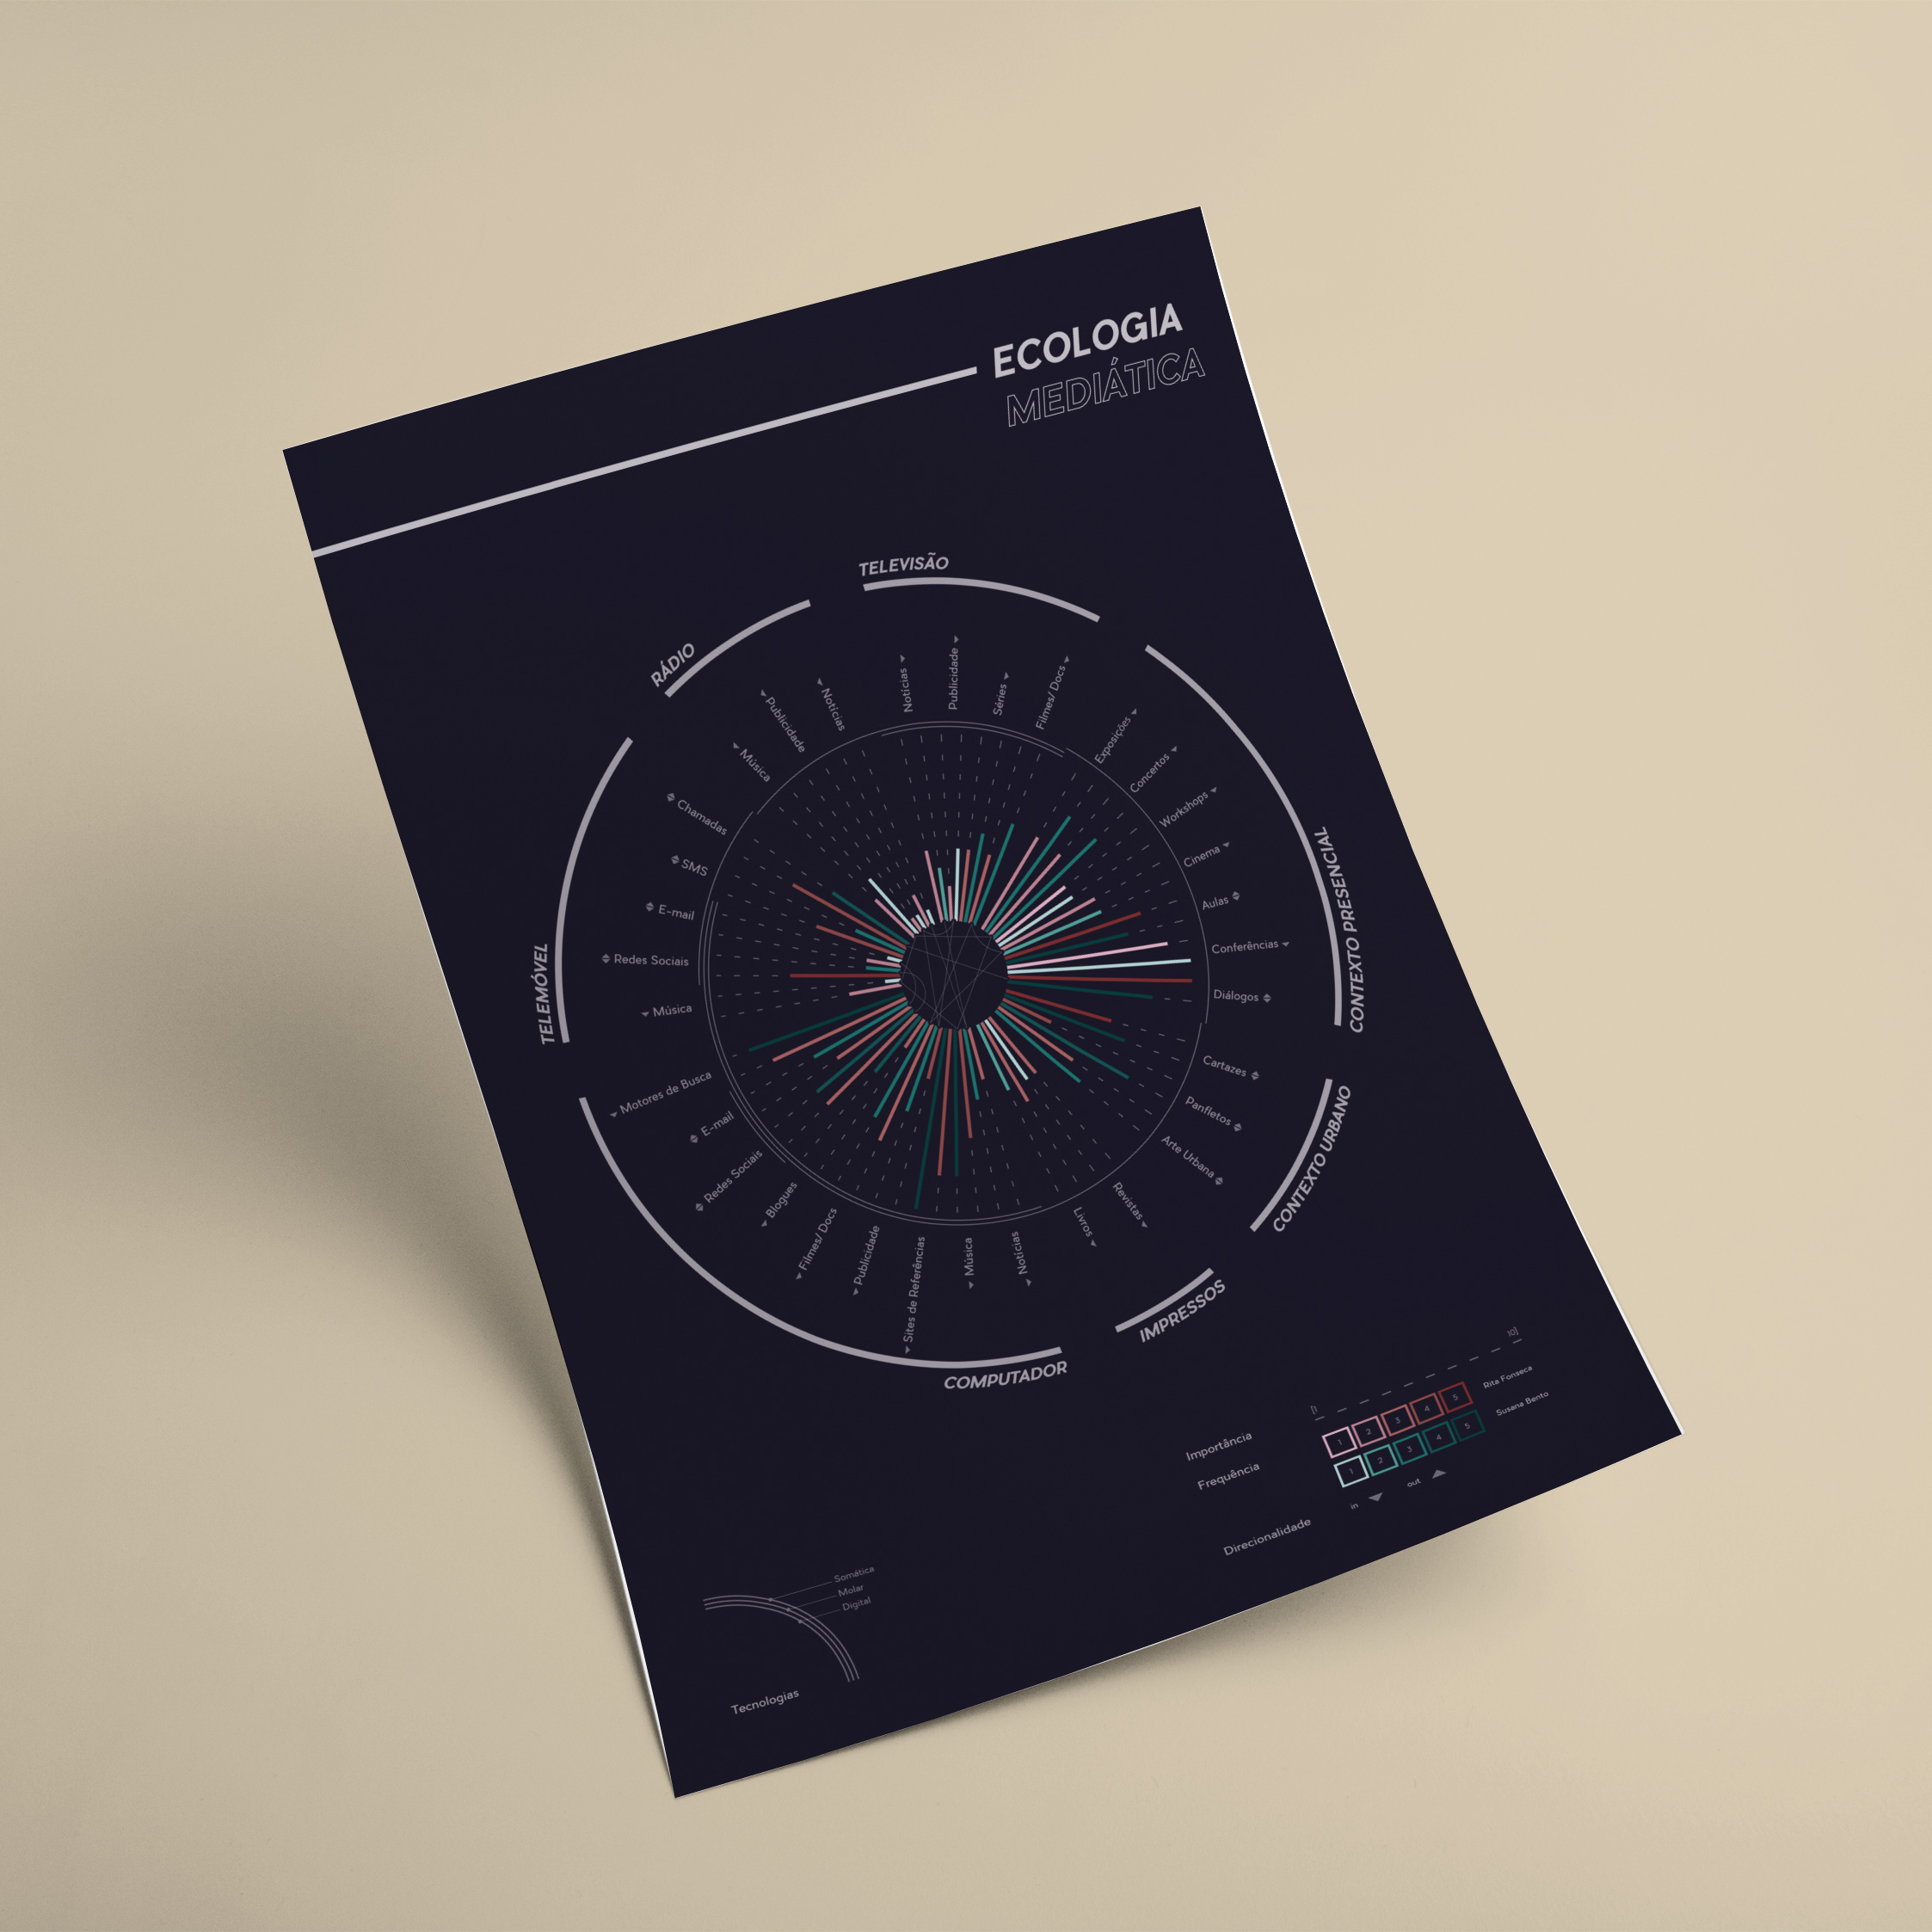 ECOLOGIA
MEDIÁTICA
TELEVISÃO
Notícias
Publicidade
Séries
Filmes/ Docs
CONTEXTO PRESENCIAL
Exposições
Concertos
Workshops
Cinema
Aulas
Conferências
Diálogos
CONTEXTO URBANO
Cartazes
Panfletos
Arte Urbana
IMPRESSOS
Revistas
Livros
COMPUTADOR
Notícias
Música
Sites de Referências
Publicidade
Filmes/ Docs
Blogues
Redes Sociais
E-mail
Motores de Busca
TELEMÓVEL
Música
Redes Sociais
E-mail
SMS
Chamadas
RÁDIO
Música
Publicidade
Notícias
[1 10]
Importância 1 2 3 4 5 Rita Fonseca
Frequência 1 2 3 4 5 Susana Bento
Direcionalidade in out
Somática
Molar
Digital
Tecnologias